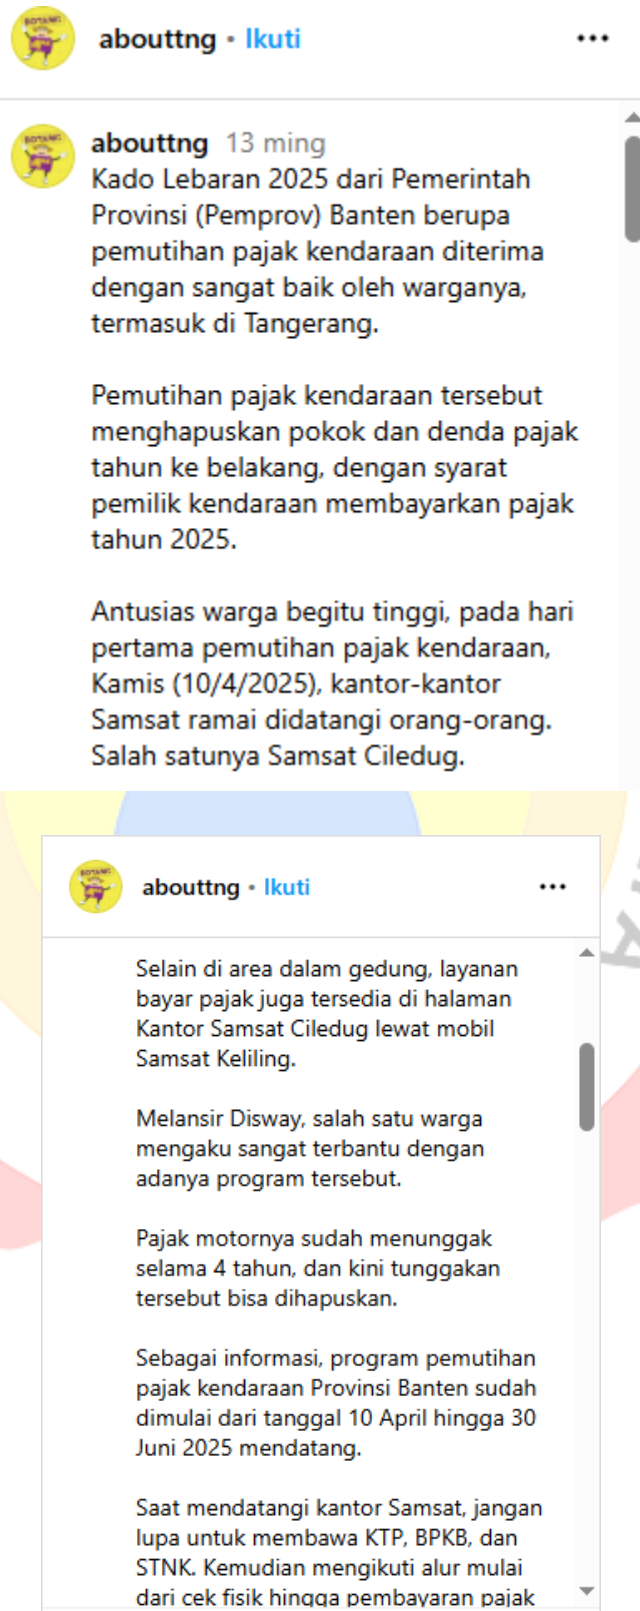 abouttng • Ikuti
abouttng 13 ming
Kado Lebaran 2025 dari Pemerintah
Provinsi (Pemprov) Banten berupa
pemutihan pajak kendaraan diterima
dengan sangat baik oleh warganya,
termasuk di Tangerang.
Pemutihan pajak kendaraan tersebut
menghapuskan pokok dan denda pajak
tahun ke belakang, dengan syarat
pemilik kendaraan membayarkan pajak
tahun 2025.
Antusias warga begitu tinggi, pada hari
pertama pemutihan pajak kendaraan,
Kamis (10/4/2025), kantor-kantor
Samsat ramai didatangi orang-orang.
Salah satunya Samsat Ciledug.
abouttng • Ikuti
Selain di area dalam gedung, layanan
bayar pajak juga tersedia di halaman
Kantor Samsat Ciledug lewat mobil
Samsat Keliling.
Melansir Disway, salah satu warga
mengaku sangat terbantu dengan
adanya program tersebut.
Pajak motornya sudah menunggak
selama 4 tahun, dan kini tunggakan
tersebut bisa dihapuskan.
Sebagai informasi, program pemutihan
pajak kendaraan Provinsi Banten sudah
dimulai dari tanggal 10 April hingga 30
Juni 2025 mendatang.
Saat mendatangi kantor Samsat, jangan
lupa untuk membawa KTP, BPKB, dan
STNK. Kemudian mengikuti alur mulai
dari cek fisik hingga pembayaran pajak